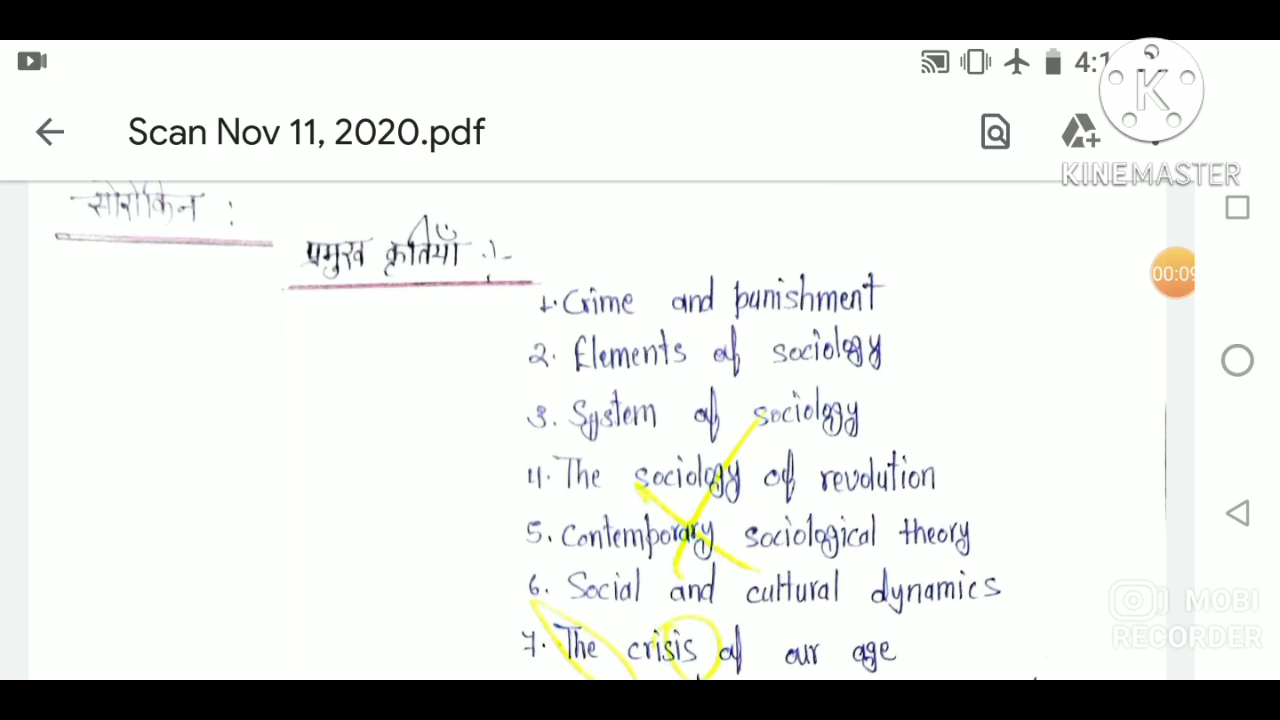 4:1
Scan Nov 11, 2020.pdf
KINEMASTER
सोरोकिन :
प्रमुख कृतियाँ :-
00:09
1. Crime and punishment
2. Elements of sociology
3. System of sociology
4. The sociology of revolution
5. Contemporary sociological theory
6. Social and cultural dynamics
7. The crisis of our age
MOBI
RECORDER